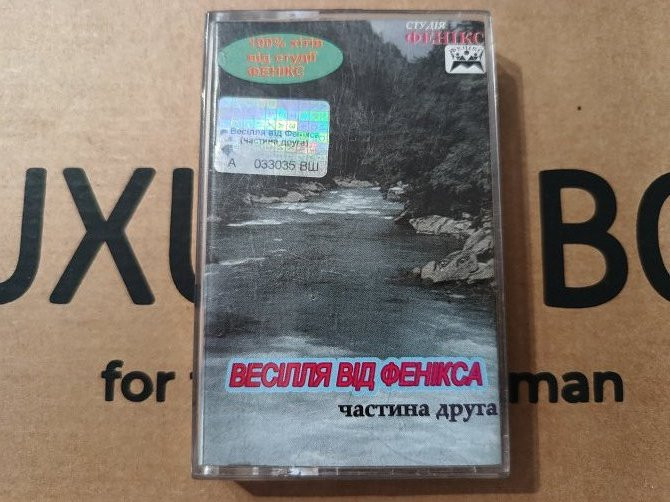 СТУДІЯ
ФЕНІКС
100% хітів
від студії
ФЕНІКС
Весілля від Фенікса
(частина друга)
А 033035 ВШ
UXU BO
ВЕСІЛЛЯ ВІД ФЕНІКСА
for man
частина друга